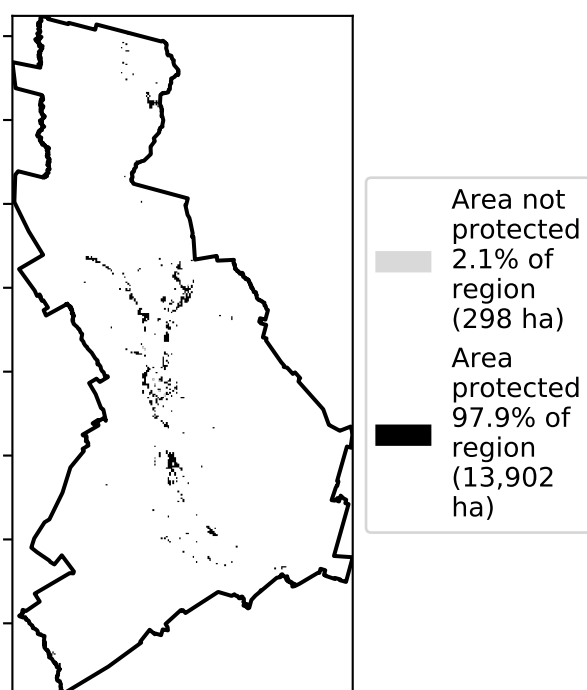 Area not
protected
2.1% of
region
(298 ha)
Area
protected
97.9% of
region
(13,902
ha)